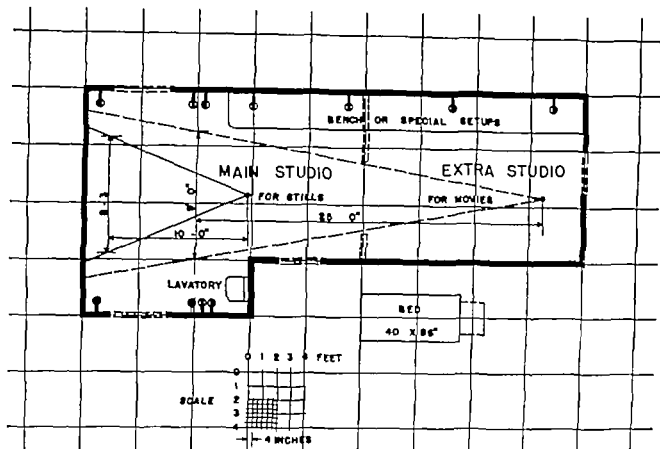 BENCH OR SPECIAL SETUPS
MAIN STUDIO EXTRA STUDIO
FOR STILLS FOR MOVIES
25 0"
10-0"
LAVATORY
BED
40 X 86"
0 1 2 3 4 FEET
0
1
SCALE 2
3
4
4 INCHES